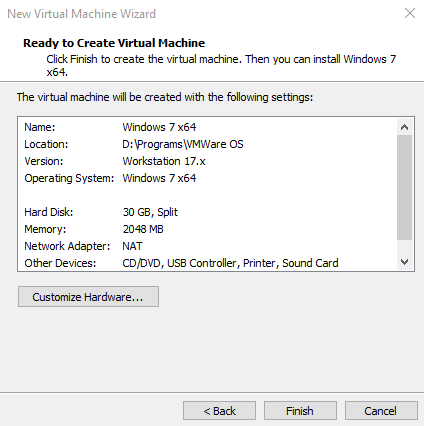 New Virtual Machine Wizard
Ready to Create Virtual Machine
Click Finish to create the virtual machine. Then you can install Windows 7
x64.
The virtual machine will be created with the following settings:
Name: Windows 7 x64
Location: D:\Programs\VMWare OS
Version: Workstation 17.x
Operating System: Windows 7 x64
Hard Disk: 30 GB, Split
Memory: 2048 MB
Network Adapter: NAT
Other Devices: CD/DVD, USB Controller, Printer, Sound Card
Customize Hardware...
< Back Finish Cancel